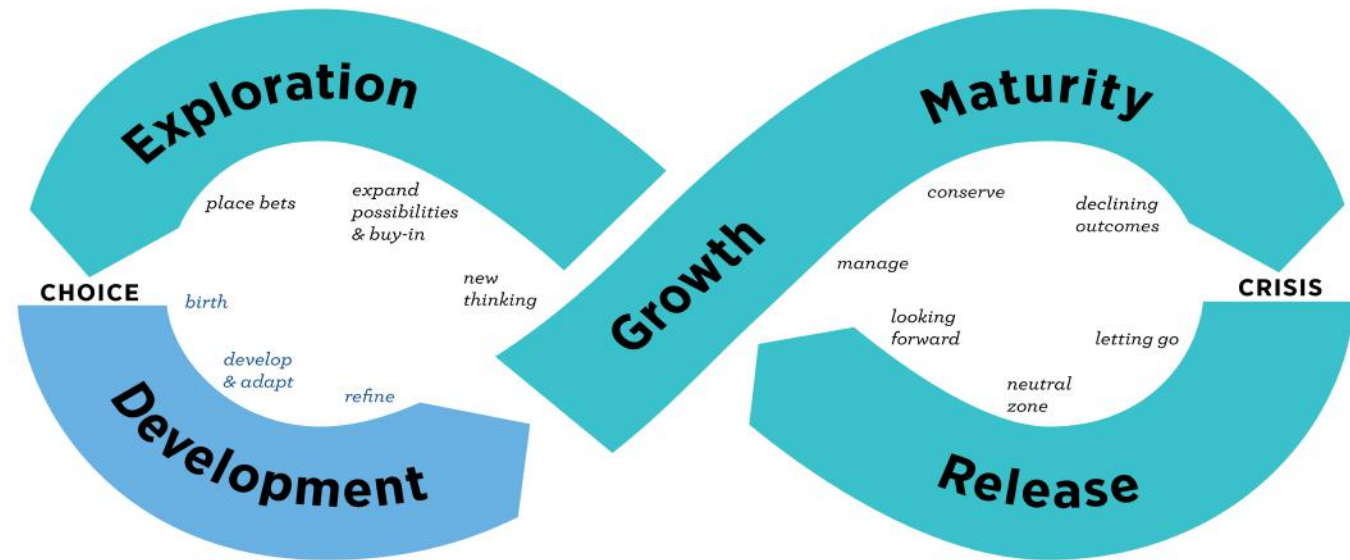 Exploration
Maturity
place bets
expand
possibilities
& buy-in
new
thinking
conserve
declining
outcomes
manage
Growth
CHOICE
birth
develop
& adapt
refine
Development
looking
forward
neutral
zone
letting go
CRISIS
Release